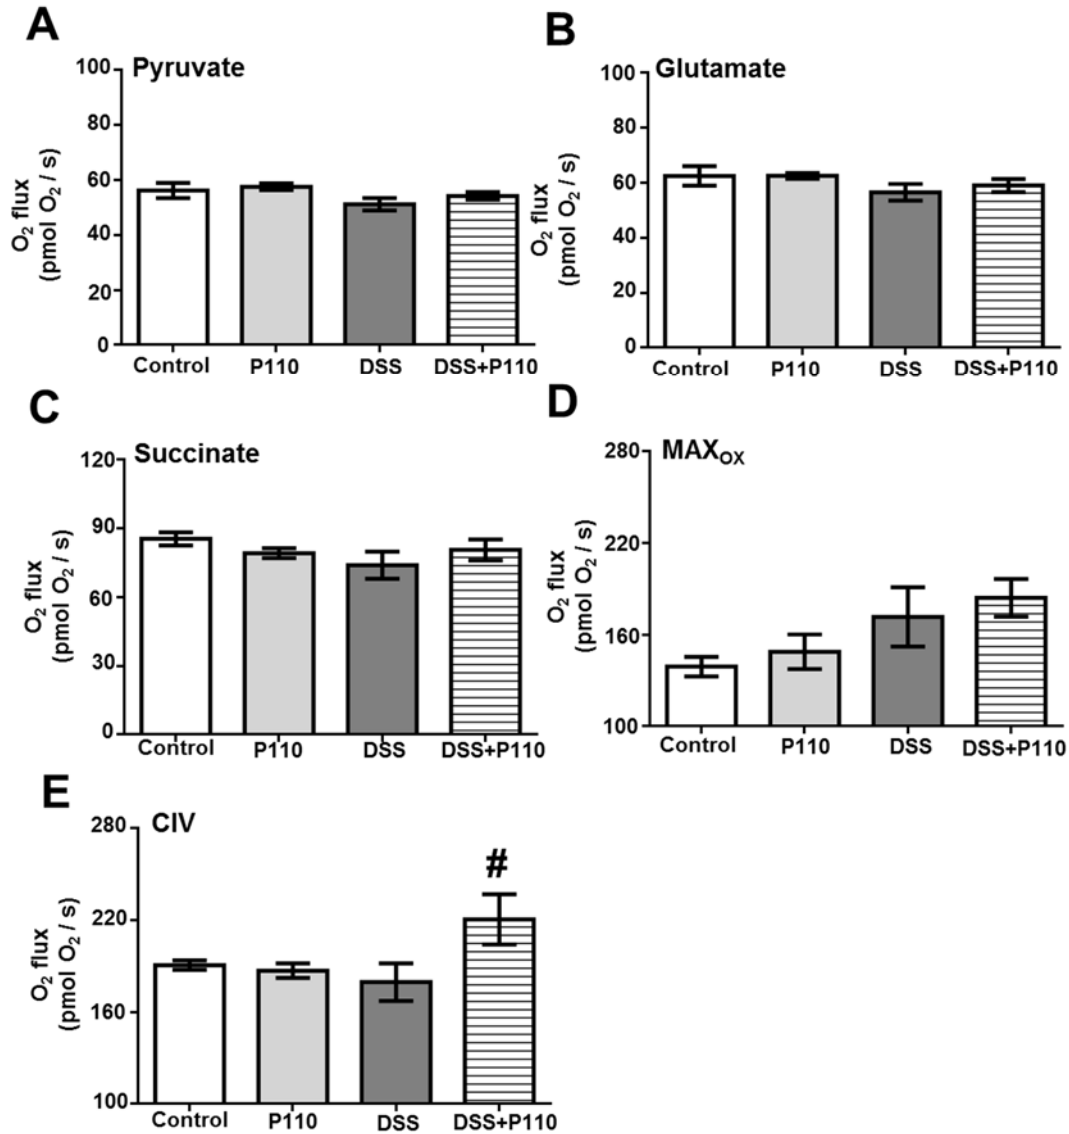 A
Pyruvate
100
80
60
40
20
0
O₂ flux
(pmol O₂ / s)
Control P110 DSS DSS+P110
B
Glutamate
100
80
60
40
20
0
O₂ flux
(pmol O₂ / s)
Control P110 DSS DSS+P110
C
Succinate
120
90
60
30
0
O₂ flux
(pmol O₂ / s)
Control P110 DSS DSS+P110
D
MAX_OX
280
220
160
100
O₂ flux
(pmol O₂ / s)
Control P110 DSS DSS+P110
E
CIV
280
220
160
100
O₂ flux
(pmol O₂ / s)
#
Control P110 DSS DSS+P110